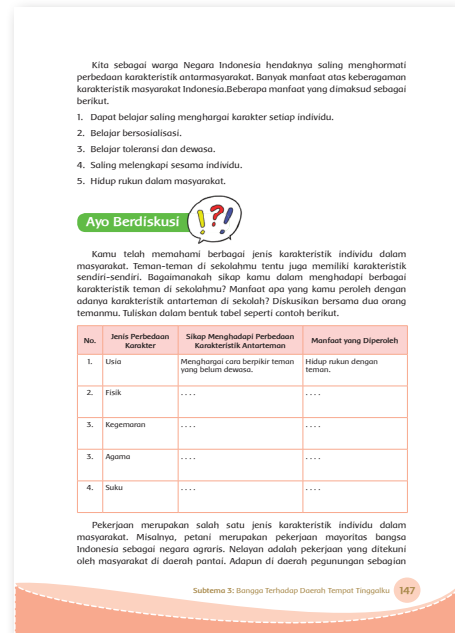 Kita sebagai warga Negara Indonesia hendaknya saling menghormati
perbedaan karakteristik antarmasyarakat. Banyak manfaat atas keberagaman
karakteristik masyarakat Indonesia.Beberapa manfaat yang dimaksud sebagai
berikut.
1. Dapat belajar saling menghargai karakter setiap individu.
2. Belajar bersosialisasi.
3. Belajar toleransi dan dewasa.
4. Saling melengkapi sesama individu.
5. Hidup rukun dalam masyarakat.
Ayo Berdiskusi
Kamu telah memahami berbagai jenis karakteristik individu dalam
masyarakat. Teman-teman di sekolahmu tentu juga memiliki karakteristik
sendiri-sendiri. Bagaimanakah sikap kamu dalam menghadapi berbagai
karakteristik teman di sekolahmu? Manfaat apa yang kamu peroleh dengan
adanya karakteristik antarteman di sekolah? Diskusikan bersama dua orang
temanmu. Tuliskan dalam bentuk tabel seperti contoh berikut.
No. Jenis Perbedaan Karakter Sikap Menghadapi Perbedaan Karakteristik Antarteman Manfaat yang Diperoleh
1. Usia Menghargai cara berpikir teman yang belum dewasa. Hidup rukun dengan teman.
2. Fisik . . . . . . . .
3. Kegemaran . . . . . . . .
3. Agama . . . . . . . .
4. Suku . . . . . . . .
Pekerjaan merupakan salah satu jenis karakteristik individu dalam
masyarakat. Misalnya, petani merupakan pekerjaan mayoritas bangsa
Indonesia sebagai negara agraris. Nelayan adalah pekerjaan yang ditekuni
oleh masyarakat di daerah pantai. Adapun di daerah pegunungan sebagian
Subtema 3: Bangga Terhadap Daerah Tempat Tinggalku 147